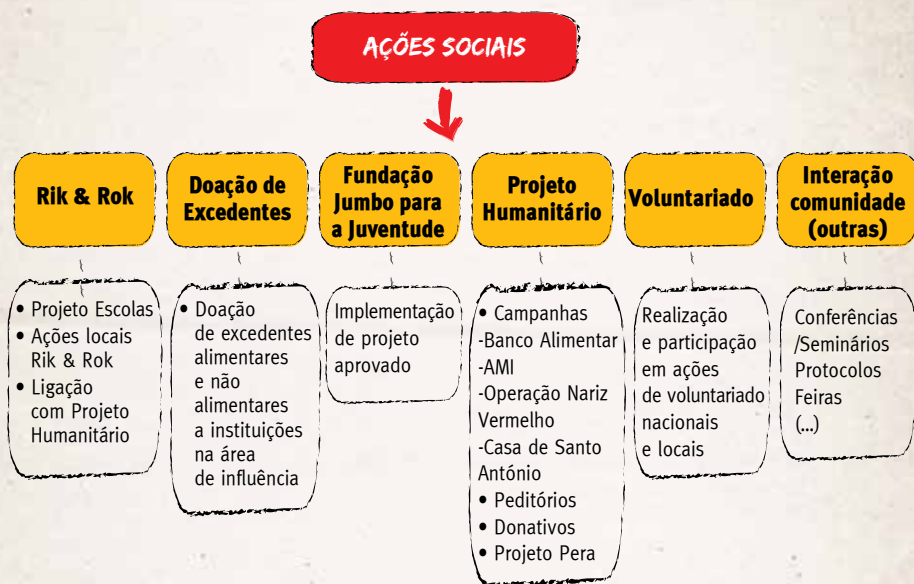 AÇÕES SOCIAIS
Rik & Rok
• Projeto Escolas
• Ações locais
Rik & Rok
• Ligação
com Projeto
Humanitário
Doação de
Excedentes
• Doação
de excedentes
alimentares
e não
alimentares
a instituições
na área
de influência
Fundação
Jumbo para
a Juventude
Implementação
de projeto
aprovado
Projeto
Humanitário
• Campanhas
-Banco Alimentar
-AMI
-Operação Nariz
Vermelho
-Casa de Santo
António
• Peditórios
• Donativos
• Projeto Pera
Voluntariado
Realização
e participação
em ações
de voluntariado
nacionais
e locais
Interação
comunidade
(outras)
Conferências
/Seminários
Protocolos
Feiras
(...)